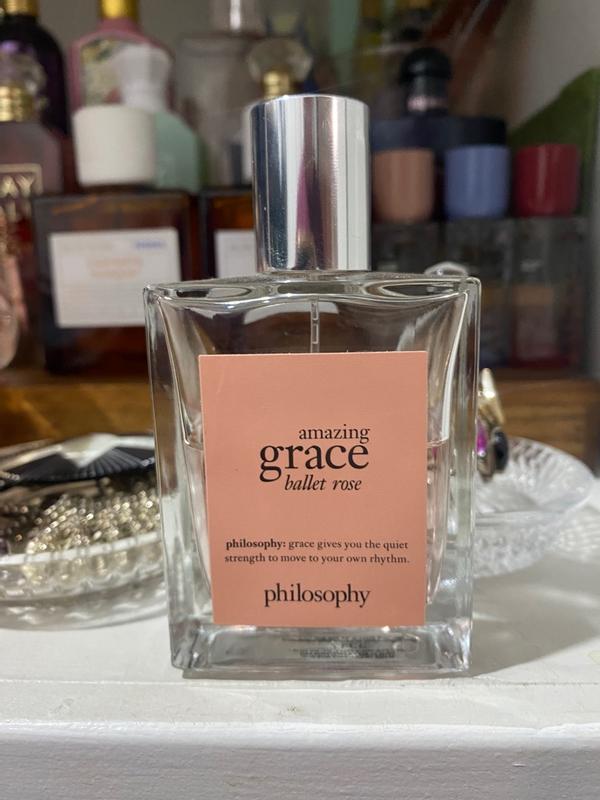 amazing
grace
ballet rose
philosophy: grace gives you the quiet
strength to move to your own rhythm.
philosophy